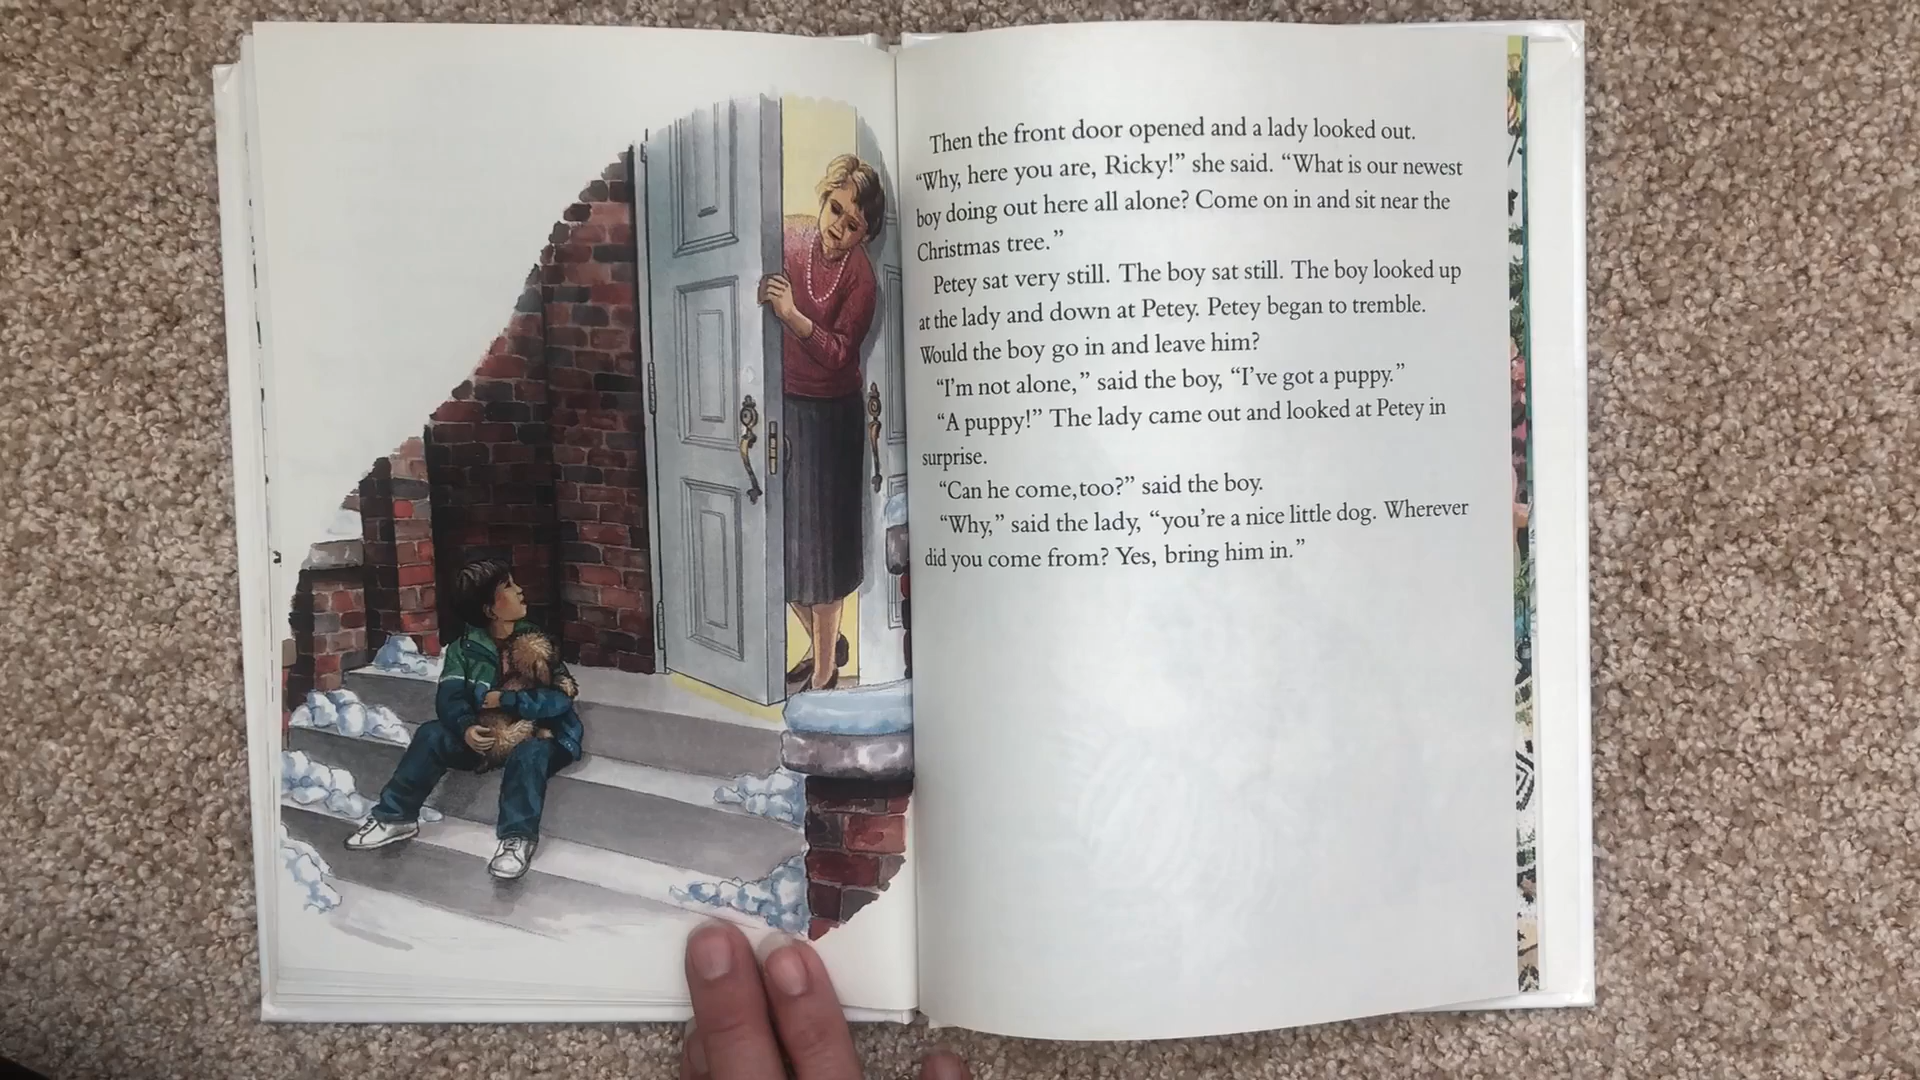 Then the front door opened and a lady looked out.
“Why, here you are, Ricky!” she said. “What is our newest
boy doing out here all alone? Come on in and sit near the
Christmas tree.”
Petey sat very still. The boy sat still. The boy looked up
at the lady and down at Petey. Petey began to tremble.
Would the boy go in and leave him?
“I'm not alone,” said the boy, “I've got a puppy.”
“A puppy!” The lady came out and looked at Petey in
surprise.
“Can he come,too?” said the boy.
“Why,” said the lady, “you're a nice little dog. Wherever
did you come from? Yes, bring him in.”